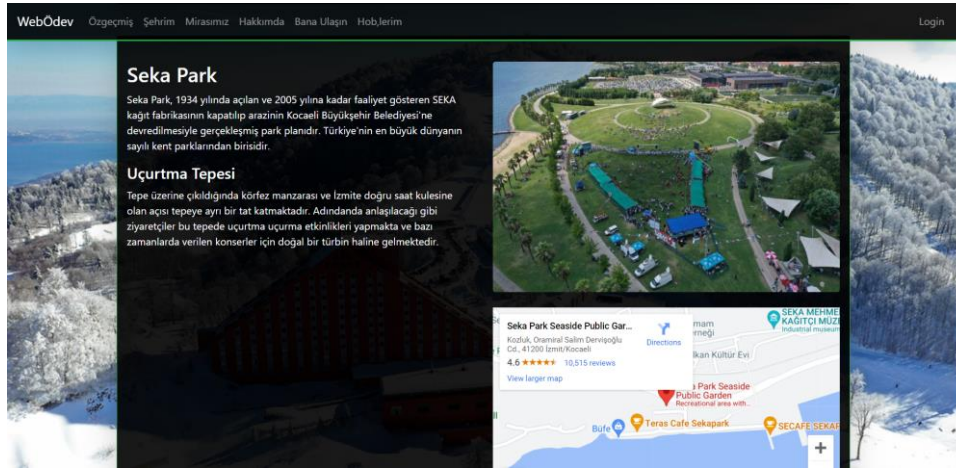 WebÖdev Özgeçmiş Şehrim Mirasımız Hakkımda Bana Ulaşın Hob,lerim Login
Seka Park
Seka Park, 1934 yılında açılan ve 2005 yılına kadar faaliyet gösteren SEKA
kağıt fabrikasının kapatılıp arazinin Kocaeli Büyükşehir Belediyesi'ne
devredilmesiyle gerçekleşmiş park planıdır. Türkiye'nin en büyük dünyanın
sayılı kent parklarından birisidir.
Uçurtma Tepesi
Tepe üzerine çıkıldığında körfez manzarası ve İzmite doğru saat kulesine
olan açısı tepeye ayrı bir tat katmaktadır. Adındanda anlaşılacağı gibi
ziyaretçiler bu tepede uçurtma uçurma etkinlikleri yapmakta ve bazı
zamanlarda verilen konserler için doğal bir türbin haline gelmektedir.
Seka Park Seaside Public Gar...
Kozluk, Oramiral Salim Dervişoğlu
Cd., 41200 İzmit/Kocaeli
4.6 10,515 reviews
View larger map
Directions
SEKA MEHME
KAĞITÇI MÜZ
Industrial museum
mam
rneği
lkan Kültür Evi
a Park Seaside
Public Garden
Recreational area with...
Büfe
Teras Cafe Sekapark
SECAFE SEKAP
+